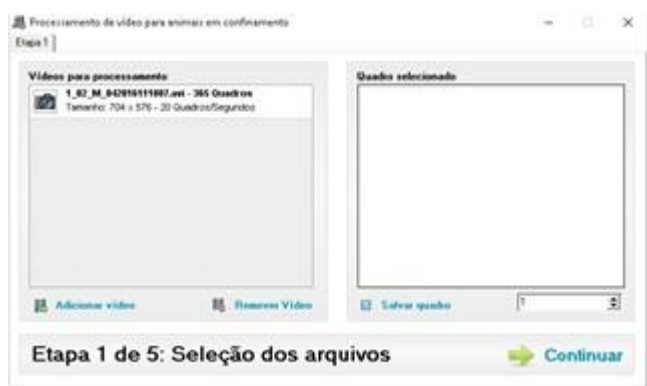 Processamento de vídeo para animais em confinamento
Etapa 1
Vídeos para processamento
1_02_M_042016111007.avi - 365 Quadros
Tamanho: 704 x 576 - 20 Quadros/Segundos
Adicionar vídeo
Remover Vídeo
Quadro selecionado
Salvar quadro
1
Etapa 1 de 5: Seleção dos arquivos
Continuar